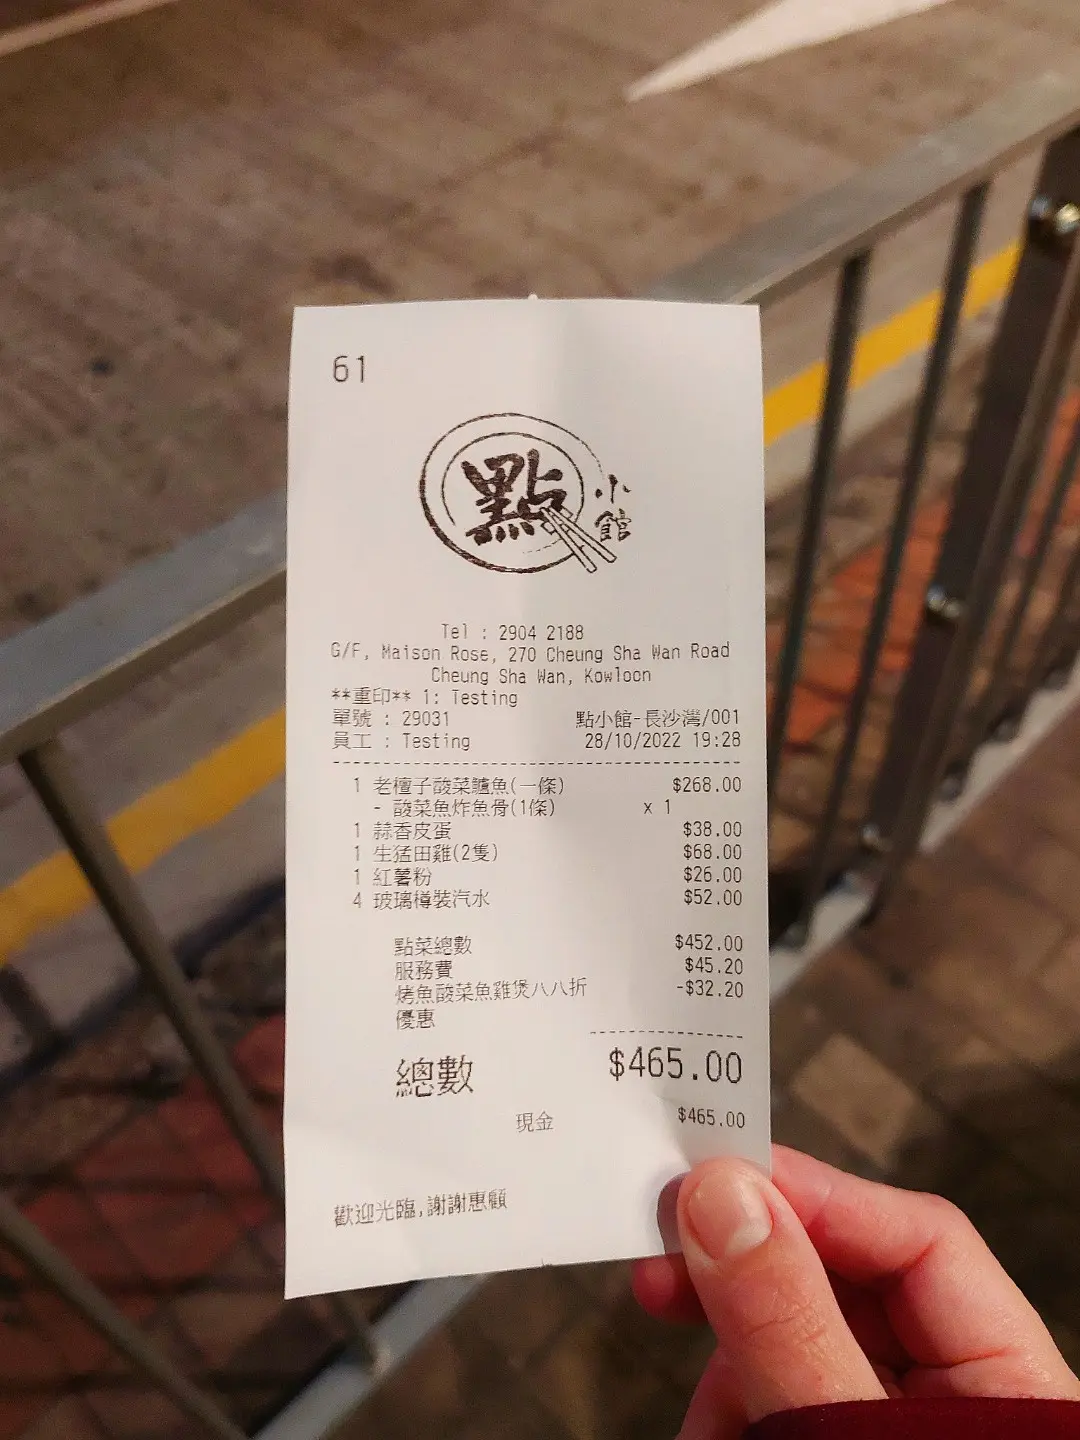 61
點
小館
Tel : 2904 2188
G/F, Maison Rose, 270 Cheung Sha Wan Road
Cheung Sha Wan, Kowloon
**重印** 1: Testing
單號 : 29031 點小館-長沙灣/001
員工 : Testing 28/10/2022 19:28
1 老檀子酸菜鱸魚(一條) $268.00
- 酸菜魚炸魚骨(1條) x 1
1 蒜香皮蛋 $38.00
1 生猛田雞(2隻) $68.00
1 紅薯粉 $26.00
4 玻璃樽裝汽水 $52.00
點菜總數 $452.00
服務費 $45.20
烤魚酸菜魚雞煲八八折 -$32.20
優惠
總數 $465.00
現金 $465.00
歡迎光臨,謝謝惠顧